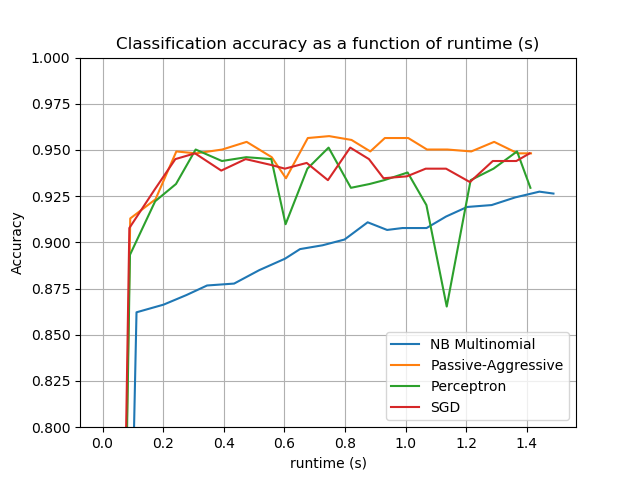 Classification accuracy as a function of runtime (s)
1.000
0.975
0.950
0.925
0.900
0.875
0.850
0.825
0.800
Accuracy
0.0 0.2 0.4 0.6 0.8 1.0 1.2 1.4
runtime (s)
NB Multinomial
Passive-Aggressive
Perceptron
SGD